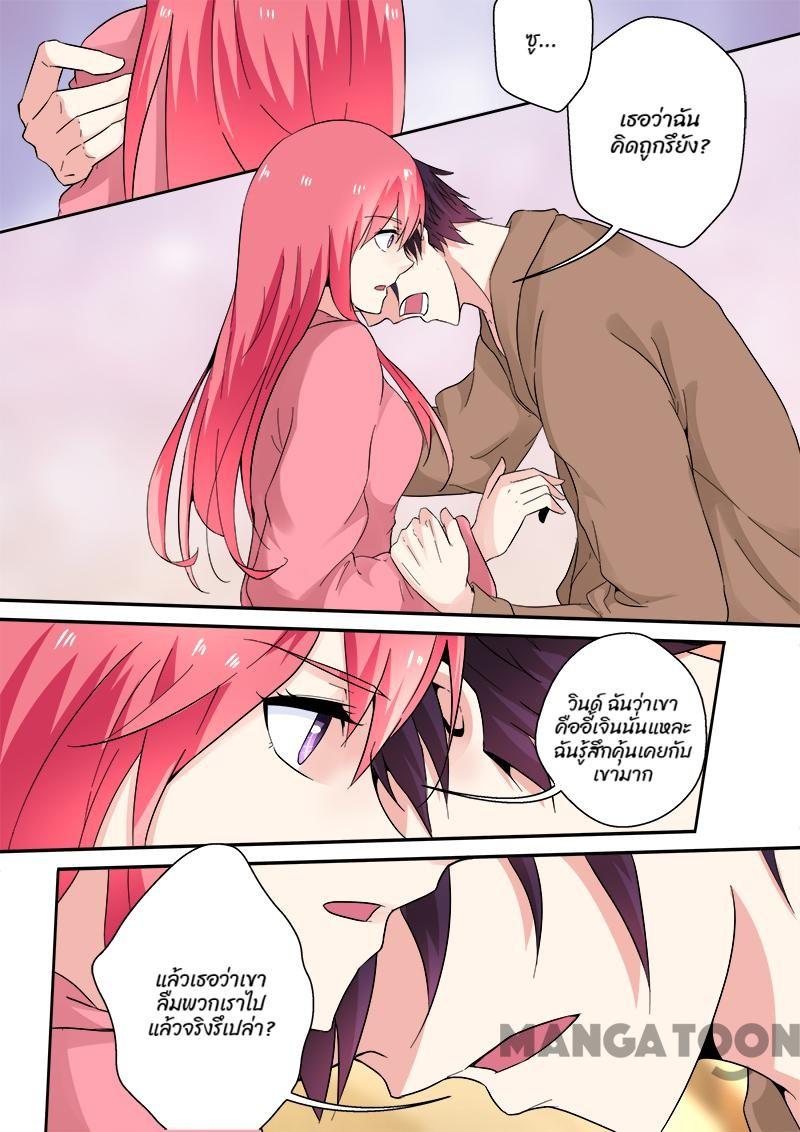 ซู...
เธอว่าฉัน
คิดถูกรึยัง?
วินด์ ฉันว่าเขา
คืออี้เจินนั่นแหละ
ฉันรู้สึกคุ้นเคยกับ
เขามาก
แล้วเธอว่าเขา
ลืมพวกเราไป
แล้วจริงรึเปล่า?
MANGATOON